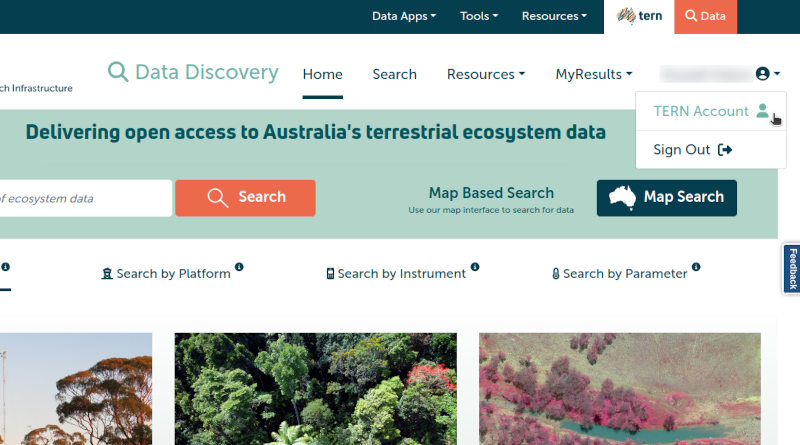 Data Apps Tools Resources tern Data
ch Infrastructure
Data Discovery Home Search Resources MyResults
TERN Account
Sign Out
Delivering open access to Australia's terrestrial ecosystem data
of ecosystem data Search
Map Based Search
Use our map interface to search for data
Map Search
Search by Platform Search by Instrument Search by Parameter
Feedback